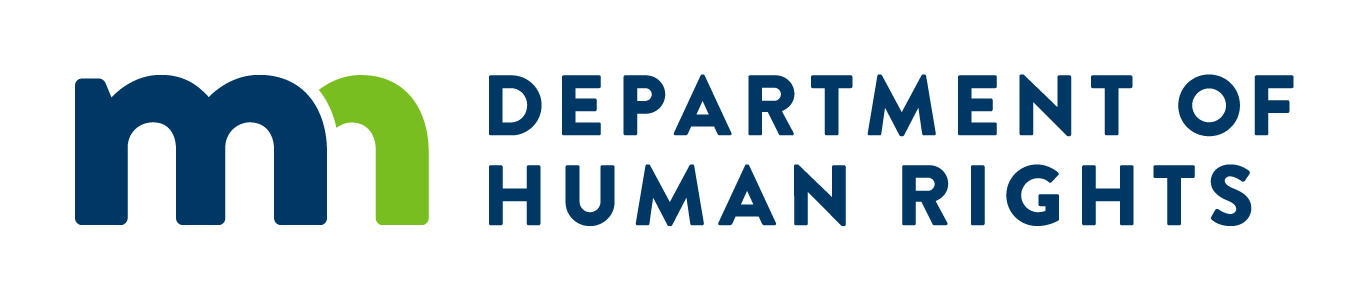 mn
DEPARTMENT OF
HUMAN RIGHTS